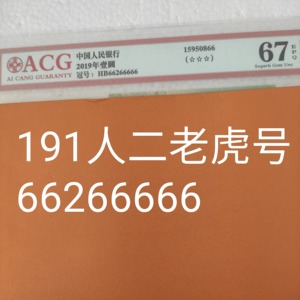 ACG
AI CANG GUARANTY
中国人民银行
2019年壹圆
冠号：HB66266666
15950866
(☆☆☆)
67 EPQ
Superb Gem Unc
191人二老虎号
66266666